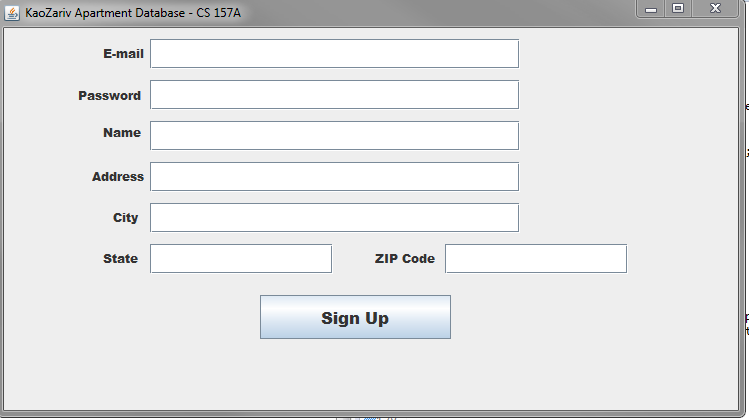 KaoZariv Apartment Database - CS 157A
E-mail
Password
Name
Address
City
State ZIP Code
Sign Up